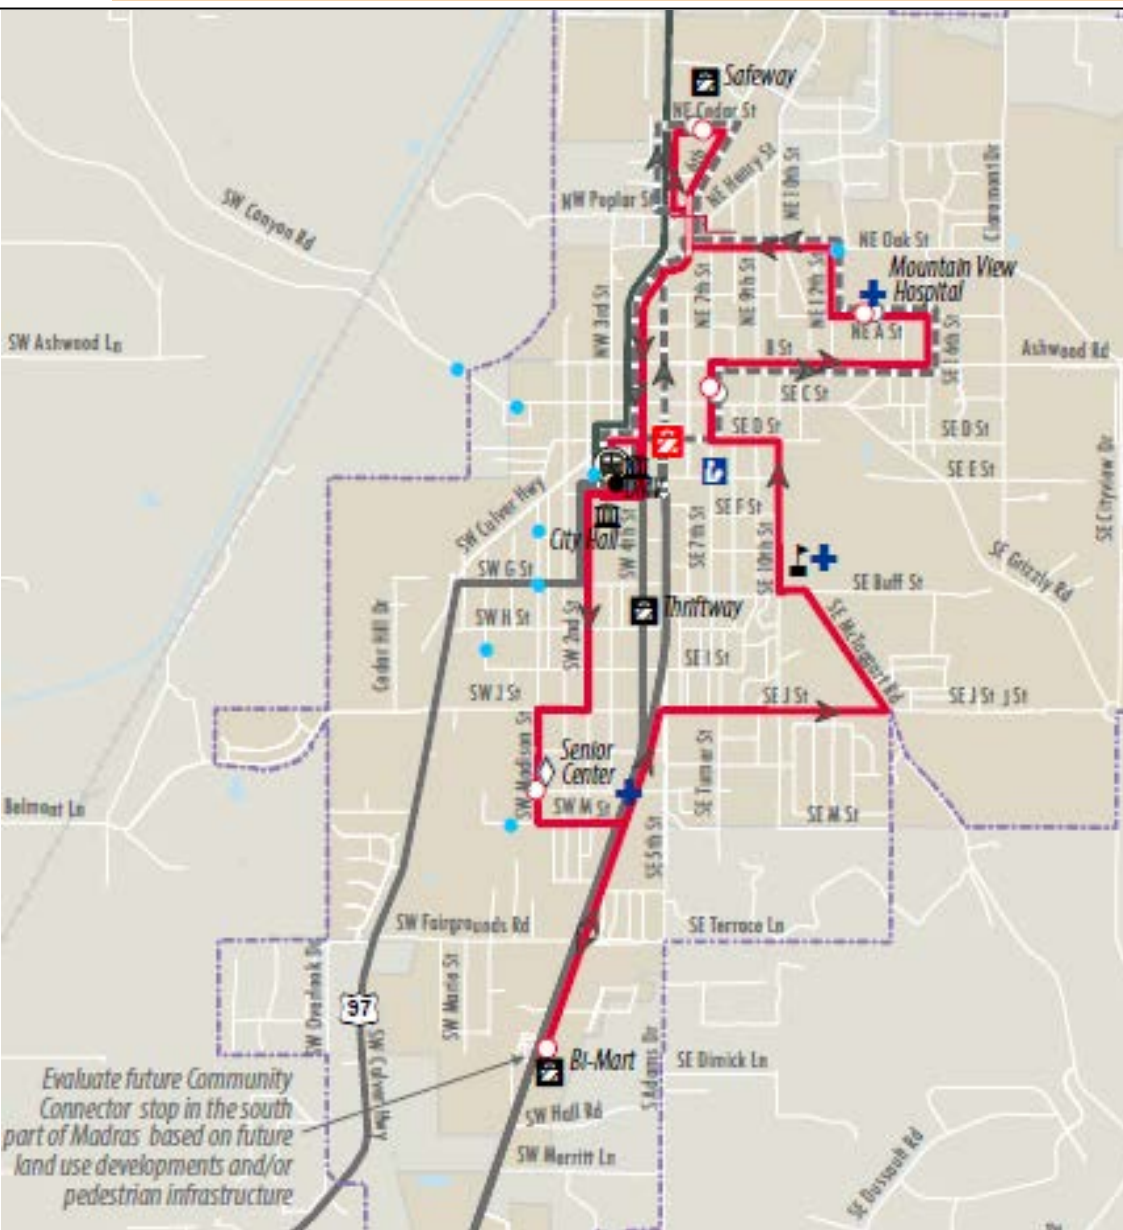 Safeway
NE Cedar St
6th
NE Henry St
NE 10th St
Claremont Dr
NW Poplar St
SW Canyon Rd
NE Oak St
Mountain View
Hospital
NE 7th St
NE 9th St
NE 12th St
NW 3rd St
NE A St
SE 16th St
SW Ashwood Ln
B St
Ashwood Rd
SE C St
SE D St
SE D St
SE E St
SE Cityview Dr
SW Culver Hwy
SE F St
City Hall
SW 4th St
SE 7th St
SE 10th St
SE Grizzly Rd
SW G St
SE Buff St
SW H St
Thriftway
SE McTaggart Rd
Cedar Hill Dr
SW 2nd St
SE I St
SW J St
SE J St
SE J St
J St
SW Madison St
Senior
Center
SE Turner St
Belmont Ln
SW M St
SE M St
SE 5th St
SW Fairgrounds Rd
SE Terrace Ln
SW Overlook Dr
SW Marie St
97
SW Culver Hwy
Bi-Mart
S Adams Dr
SE Dimick Ln
Evaluate future Community
Connector stop in the south
part of Madras based on future
land use developments and/or
pedestrian infrastructure
SW Hall Rd
SW Merritt Ln
SE Dussault Rd